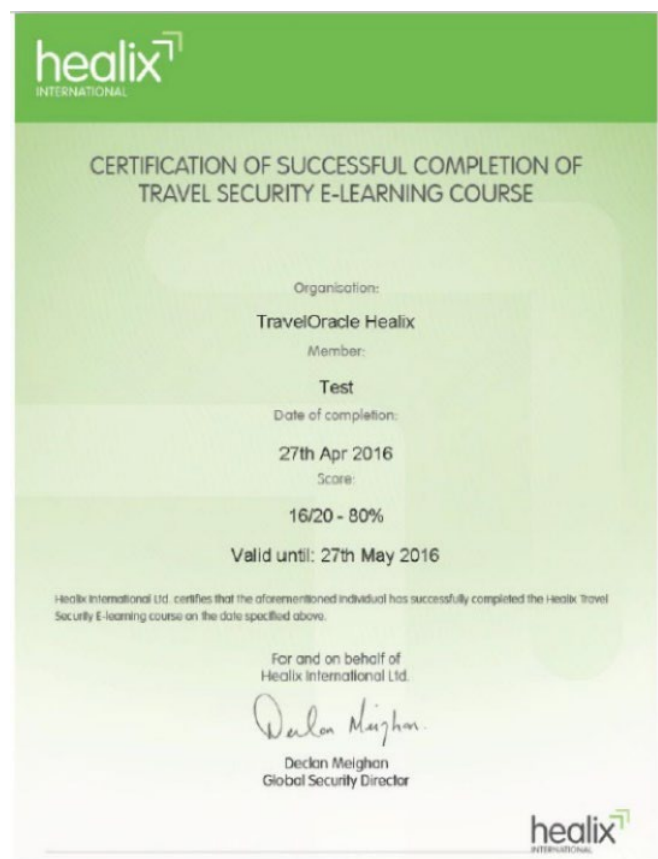 healix
INTERNATIONAL
CERTIFICATION OF SUCCESSFUL COMPLETION OF
TRAVEL SECURITY E-LEARNING COURSE
Organisation:
TravelOracle Healix
Member:
Test
Date of completion:
27th Apr 2016
Score:
16/20 - 80%
Valid until: 27th May 2016
Healix International Ltd. certifies that the aforementioned individual has successfully completed the Healix Travel
Security E-learning course on the date specified above.
For and on behalf of
Healix International Ltd.
Declan Meighan.
Declan Meighan
Global Security Director
healix
INTERNATIONAL